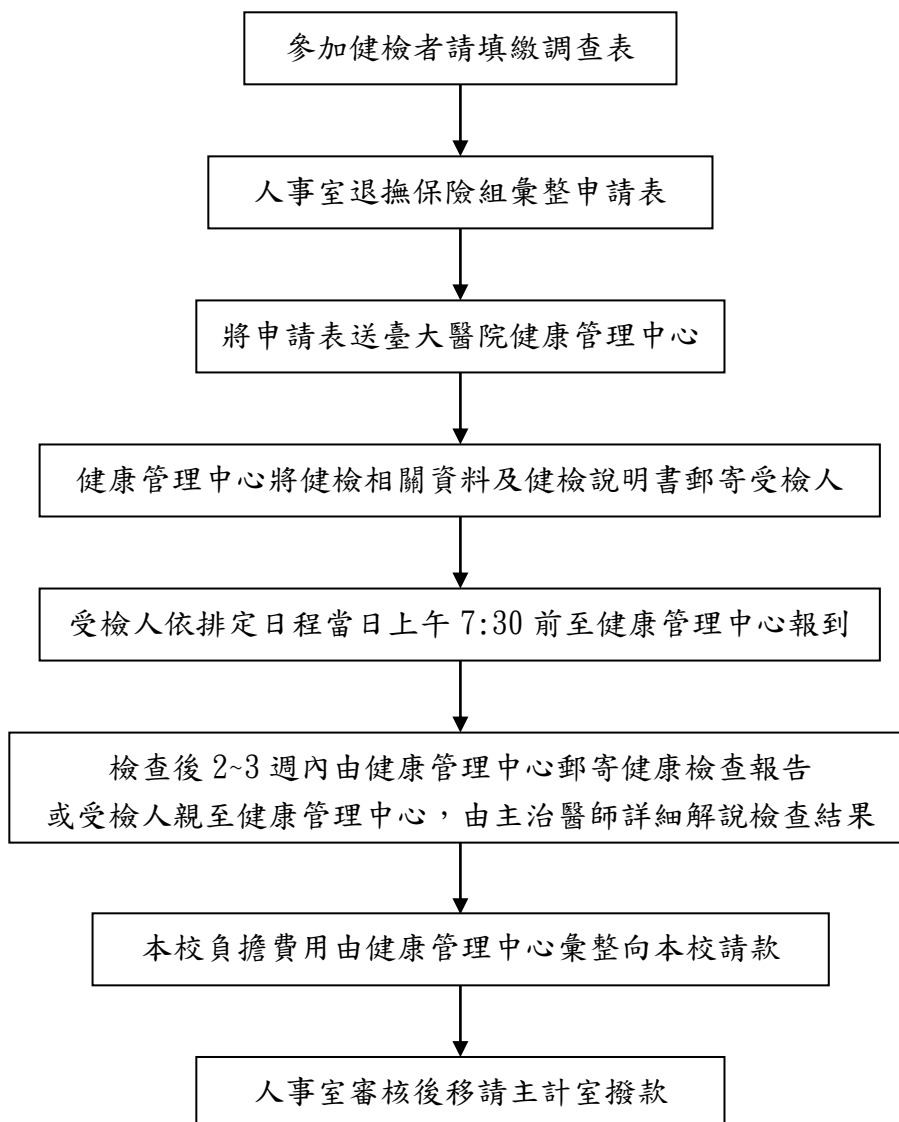 參加健檢者請填繳調查表
人事室退撫保險組彙整申請表
將申請表送臺大醫院健康管理中心
健康管理中心將健檢相關資料及健檢說明書郵寄受檢人
受檢人依排定日程當日上午 7:30 前至健康管理中心報到
檢查後 2~3 週內由健康管理中心郵寄健康檢查報告
或受檢人親至健康管理中心，由主治醫師詳細解說檢查結果
本校負擔費用由健康管理中心彙整向本校請款
人事室審核後移請主計室撥款